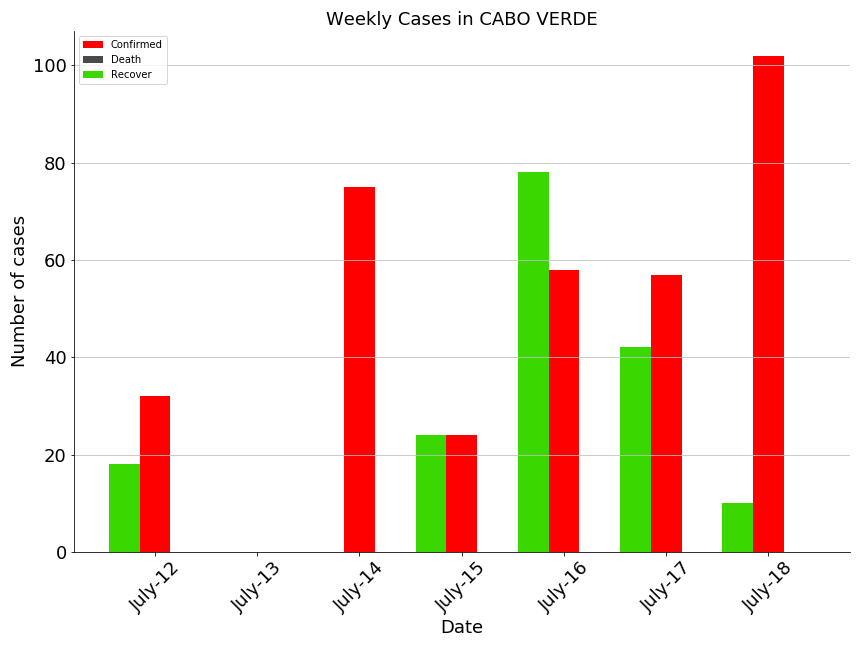 Weekly Cases in CABO VERDE
Confirmed
Death
Recover
Number of cases
100
80
60
40
20
0
July-12
July-13
July-14
July-15
July-16
July-17
July-18
Date